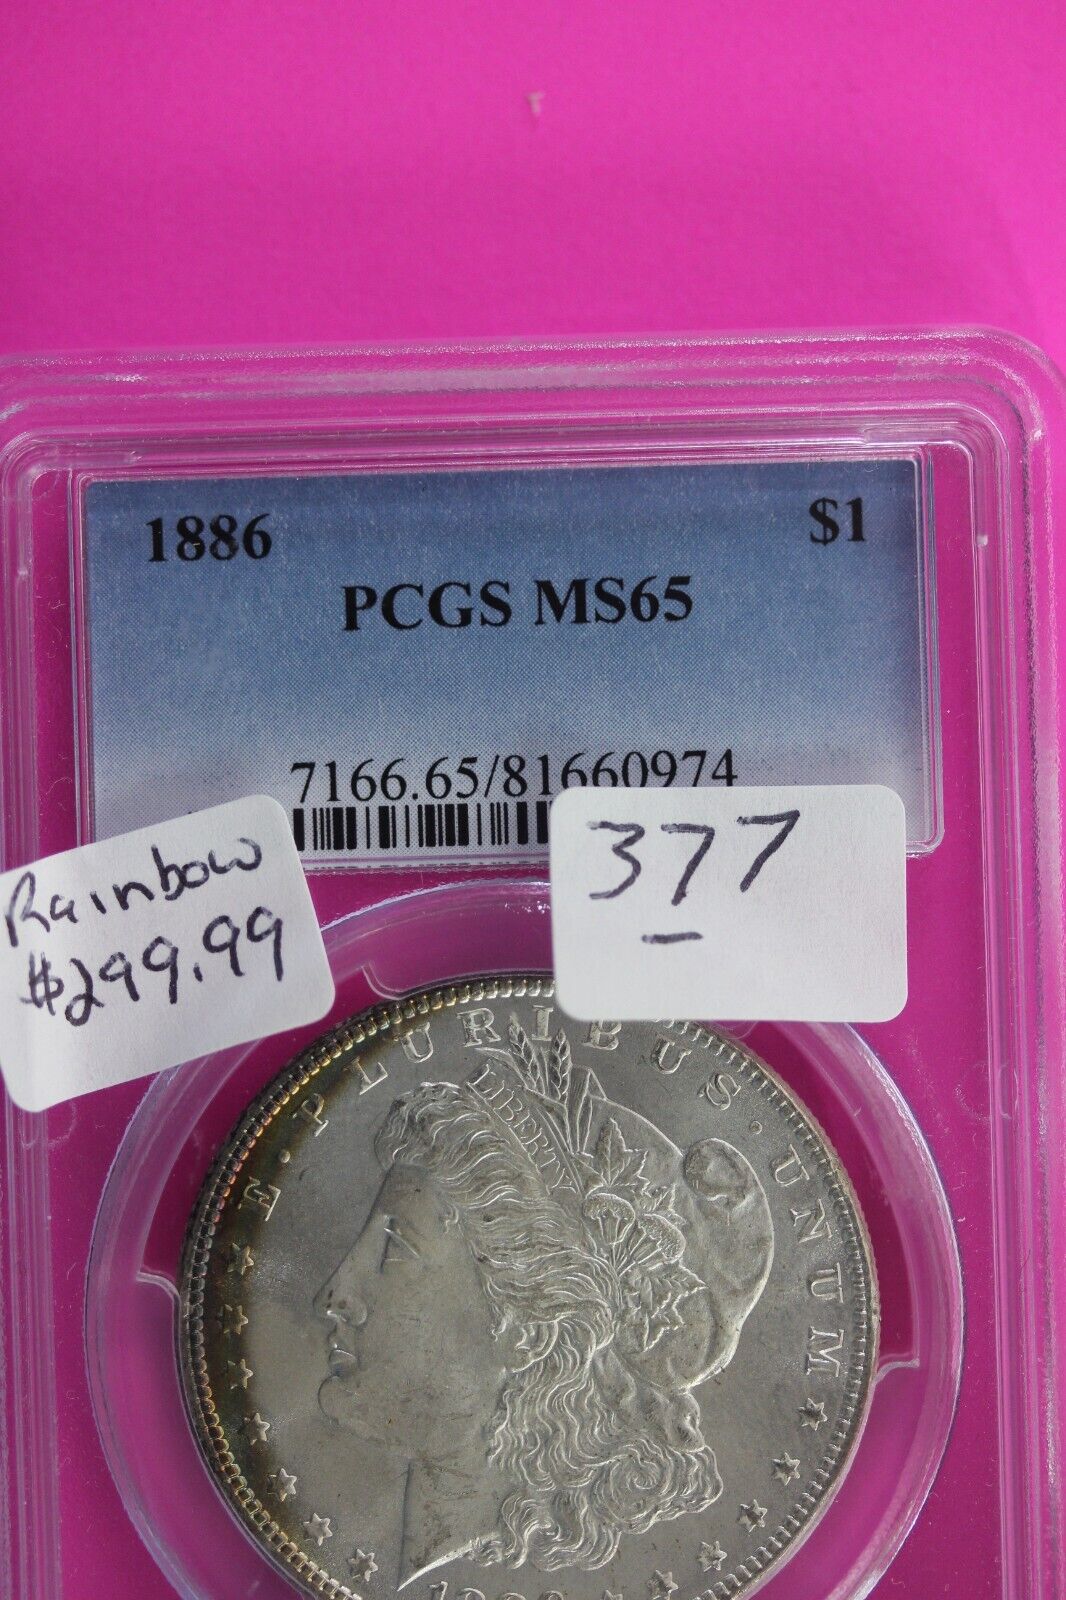 1886 $1
PCGS MS65
7166.65/81660974
Rainbow
$299.99
377
E·PLURIBUS·UNUM
LIBERTY